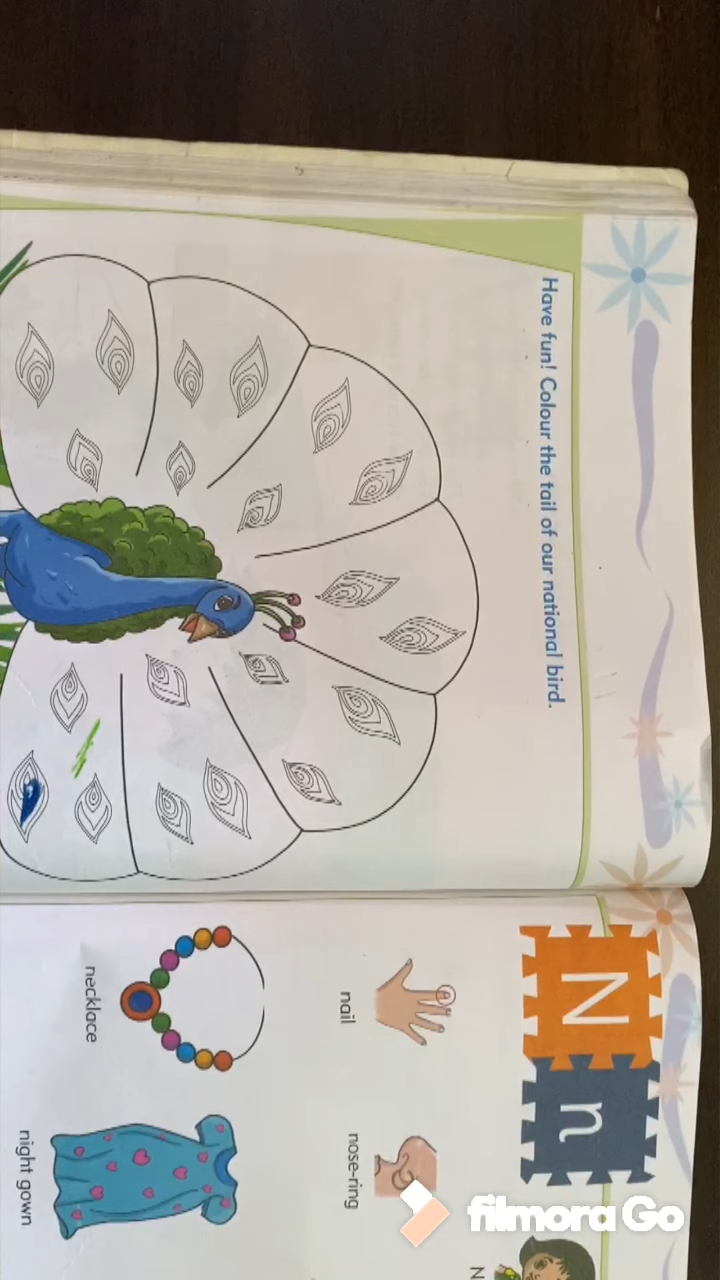 Have fun! Colour the tail of our national bird.
N n
nail
nose-ring
necklace
night gown
N
filmora Go